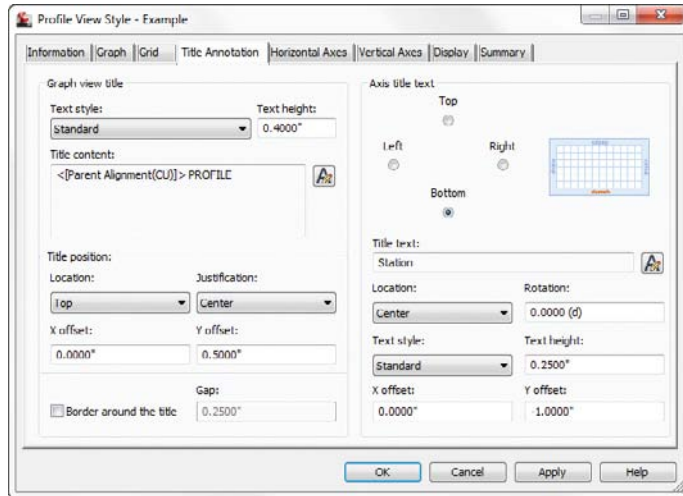 Profile View Style - Example
Information Graph Grid Title Annotation Horizontal Axes Vertical Axes Display Summary
Graph view title
Text style: Text height:
Standard 0.4000"
Title content:
<[Parent Alignment(CU)]> PROFILE
Title position:
Location: Justification:
Top Center
X offset: Y offset:
0.0000" 0.5000"
Gap:
Border around the title 0.2500"
Axis title text
Top
Left Right
Bottom
Title text:
Station
Location: Rotation:
Center 0.0000 (d)
Text style: Text height:
Standard 0.2500"
X offset: Y offset:
0.0000" -1.0000"
OK Cancel Apply Help